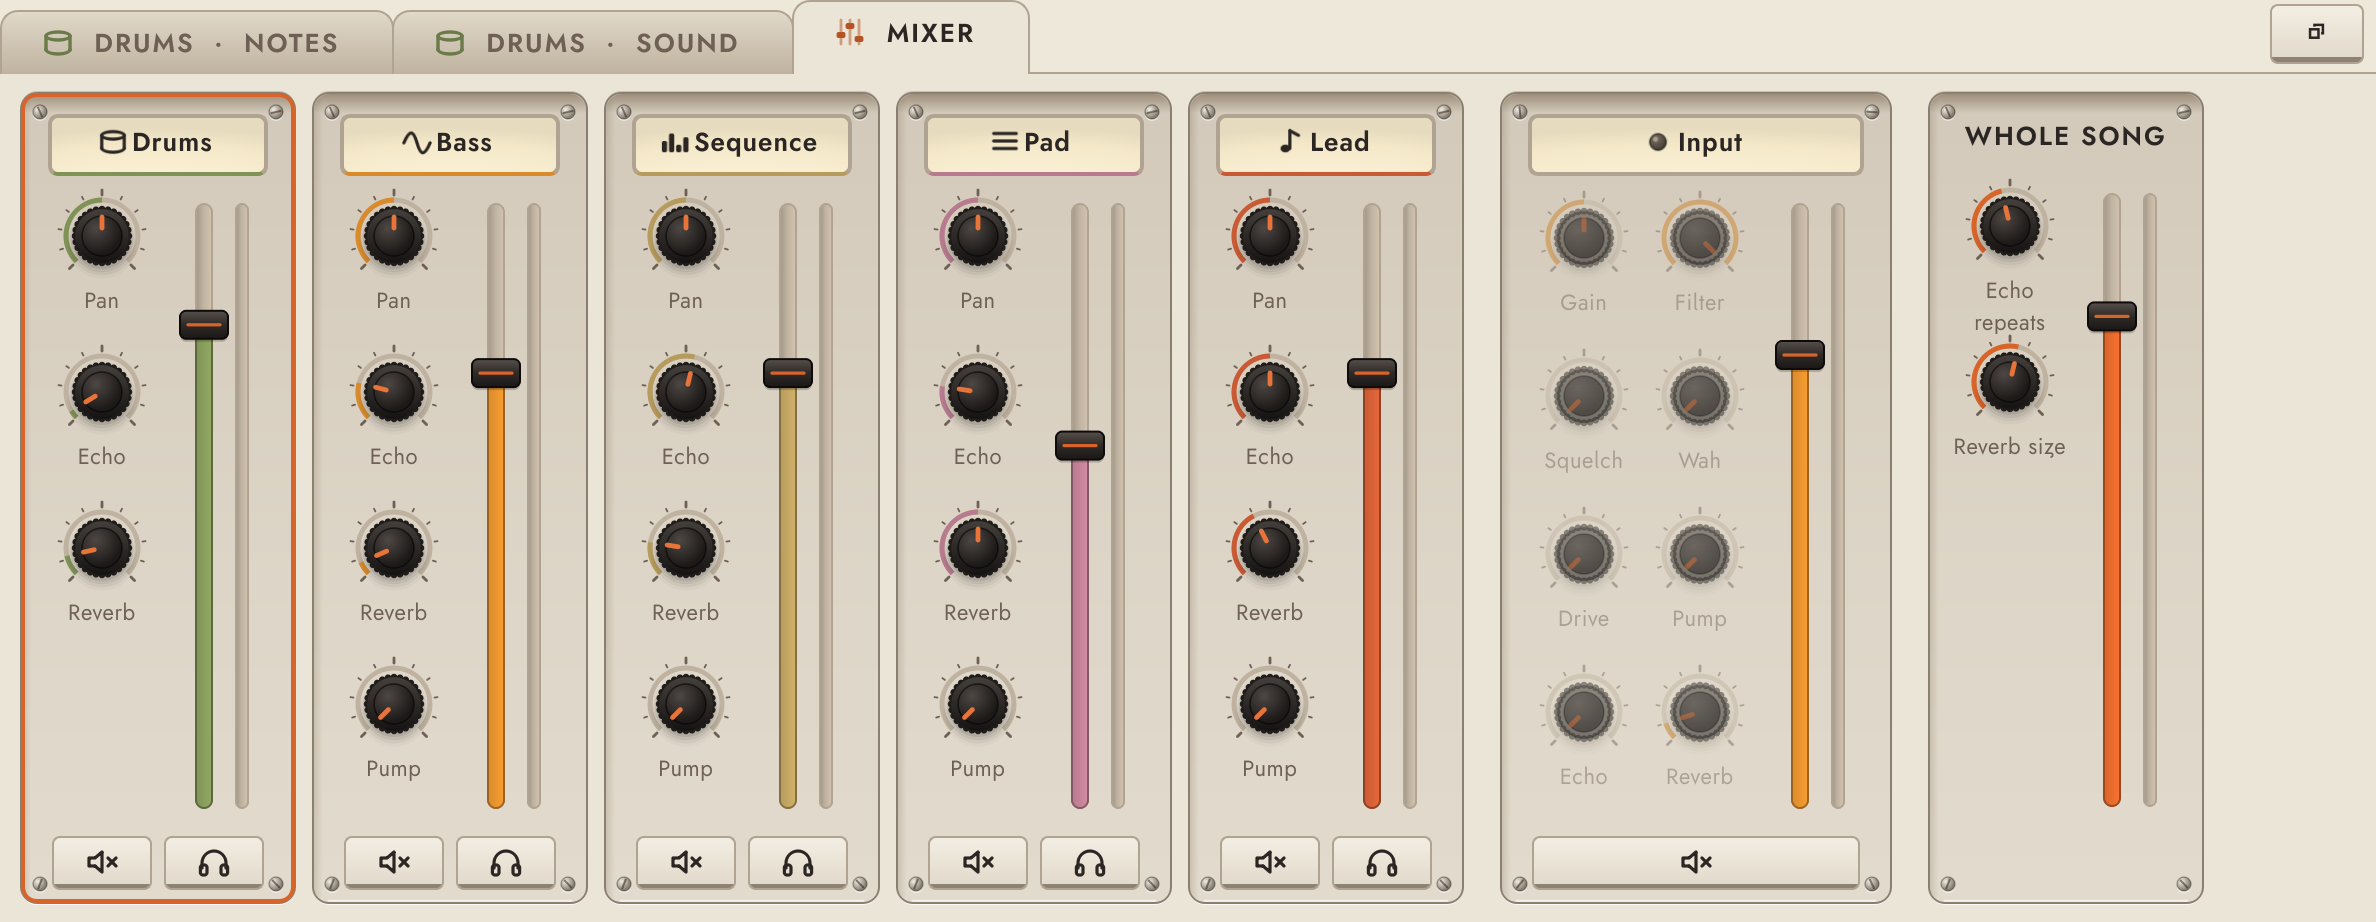 DRUMS · NOTES
DRUMS · SOUND
MIXER
Drums
Pan
Echo
Reverb
Bass
Pan
Echo
Reverb
Pump
Sequence
Pan
Echo
Reverb
Pump
Pad
Pan
Echo
Reverb
Pump
Lead
Pan
Echo
Reverb
Pump
Input
Gain
Filter
Squelch
Wah
Drive
Pump
Echo
Reverb
WHOLE SONG
Echo
repeats
Reverb size